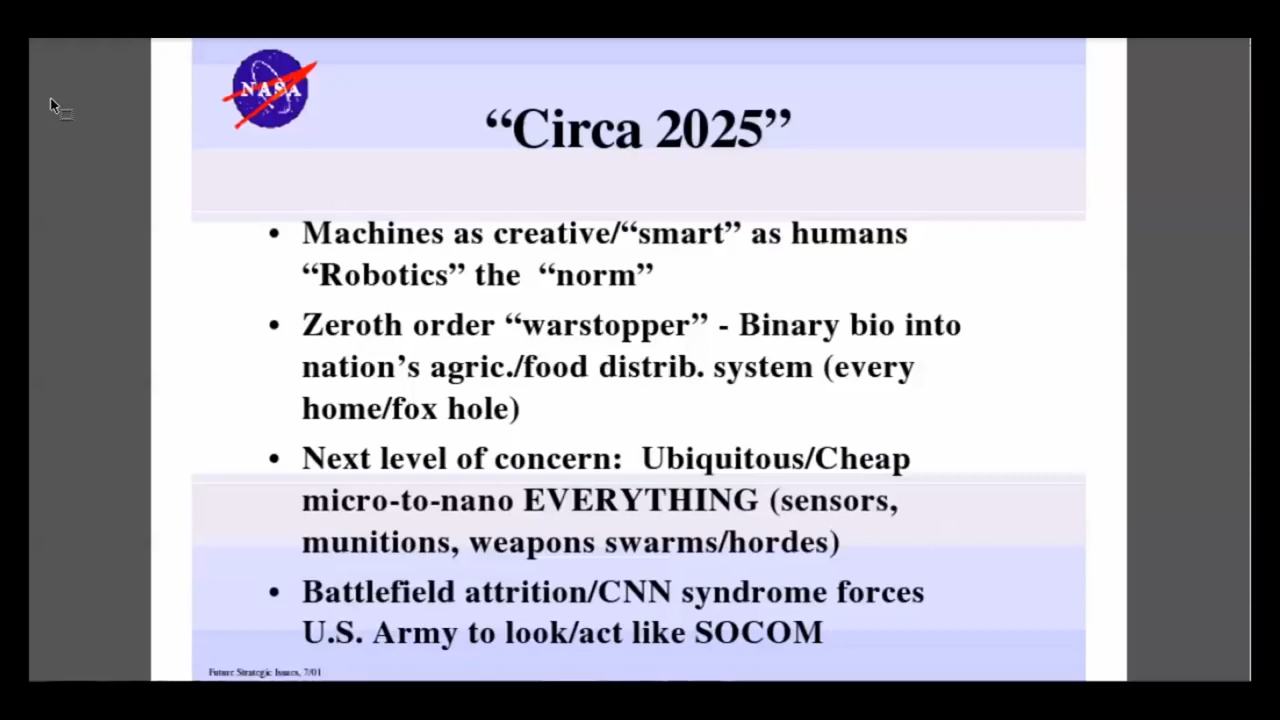 NASA
“Circa 2025”
• Machines as creative/“smart” as humans
“Robotics” the “norm”
• Zeroth order “warstopper” - Binary bio into
nation’s agric./food distrib. system (every
home/fox hole)
• Next level of concern: Ubiquitous/Cheap
micro-to-nano EVERYTHING (sensors,
munitions, weapons swarms/hordes)
• Battlefield attrition/CNN syndrome forces
U.S. Army to look/act like SOCOM
Future Strategic Issues, 7/01